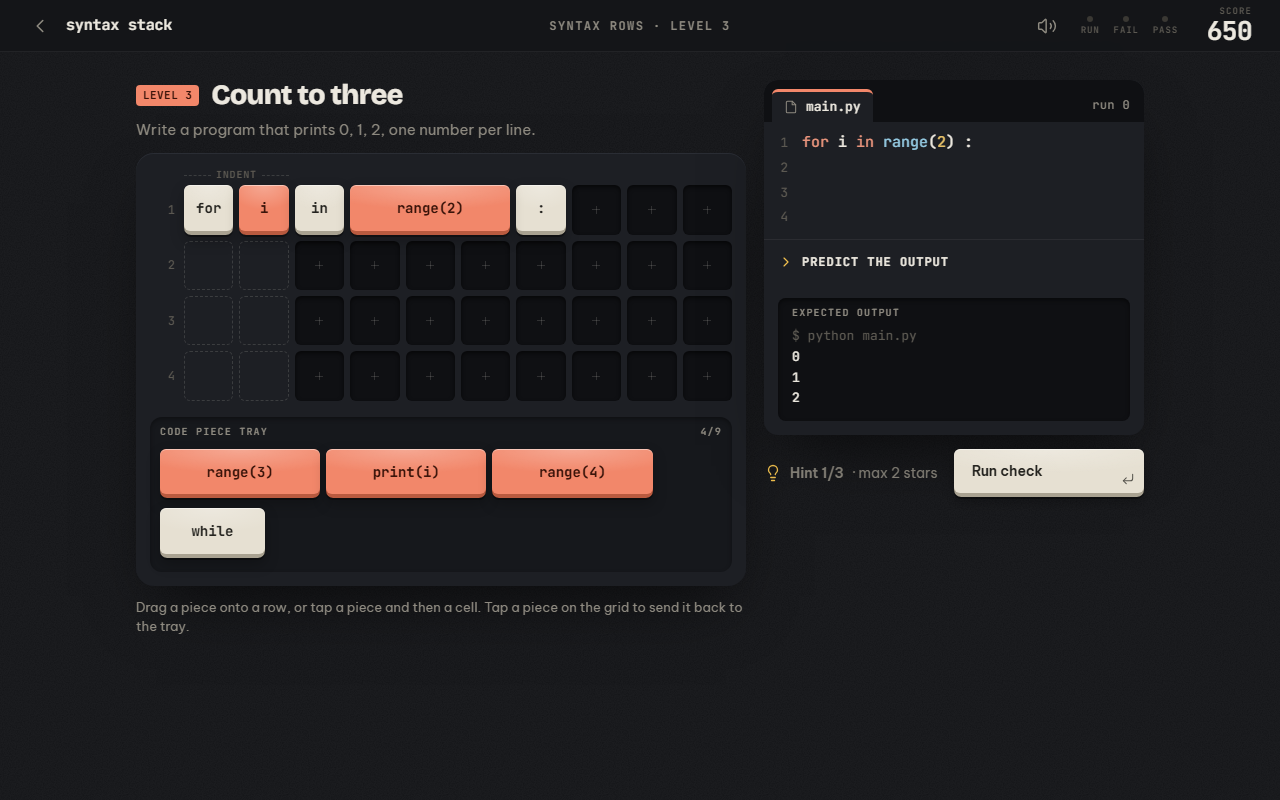 syntax stack
SYNTAX ROWS · LEVEL 3
RUN FAIL PASS
SCORE
650
LEVEL 3 Count to three
Write a program that prints 0, 1, 2, one number per line.
INDENT
1 for i in range(2) : + + +
2 + + + + + + + +
3 + + + + + + + +
4 + + + + + + + +
CODE PIECE TRAY 4/9
range(3) print(i) range(4)
while
Drag a piece onto a row, or tap a piece and then a cell. Tap a piece on the grid to send it back to
the tray.
main.py run 0
1 for i in range(2) :
2
3
4
PREDICT THE OUTPUT
EXPECTED OUTPUT
$ python main.py
0
1
2
Hint 1/3 · max 2 stars
Run check